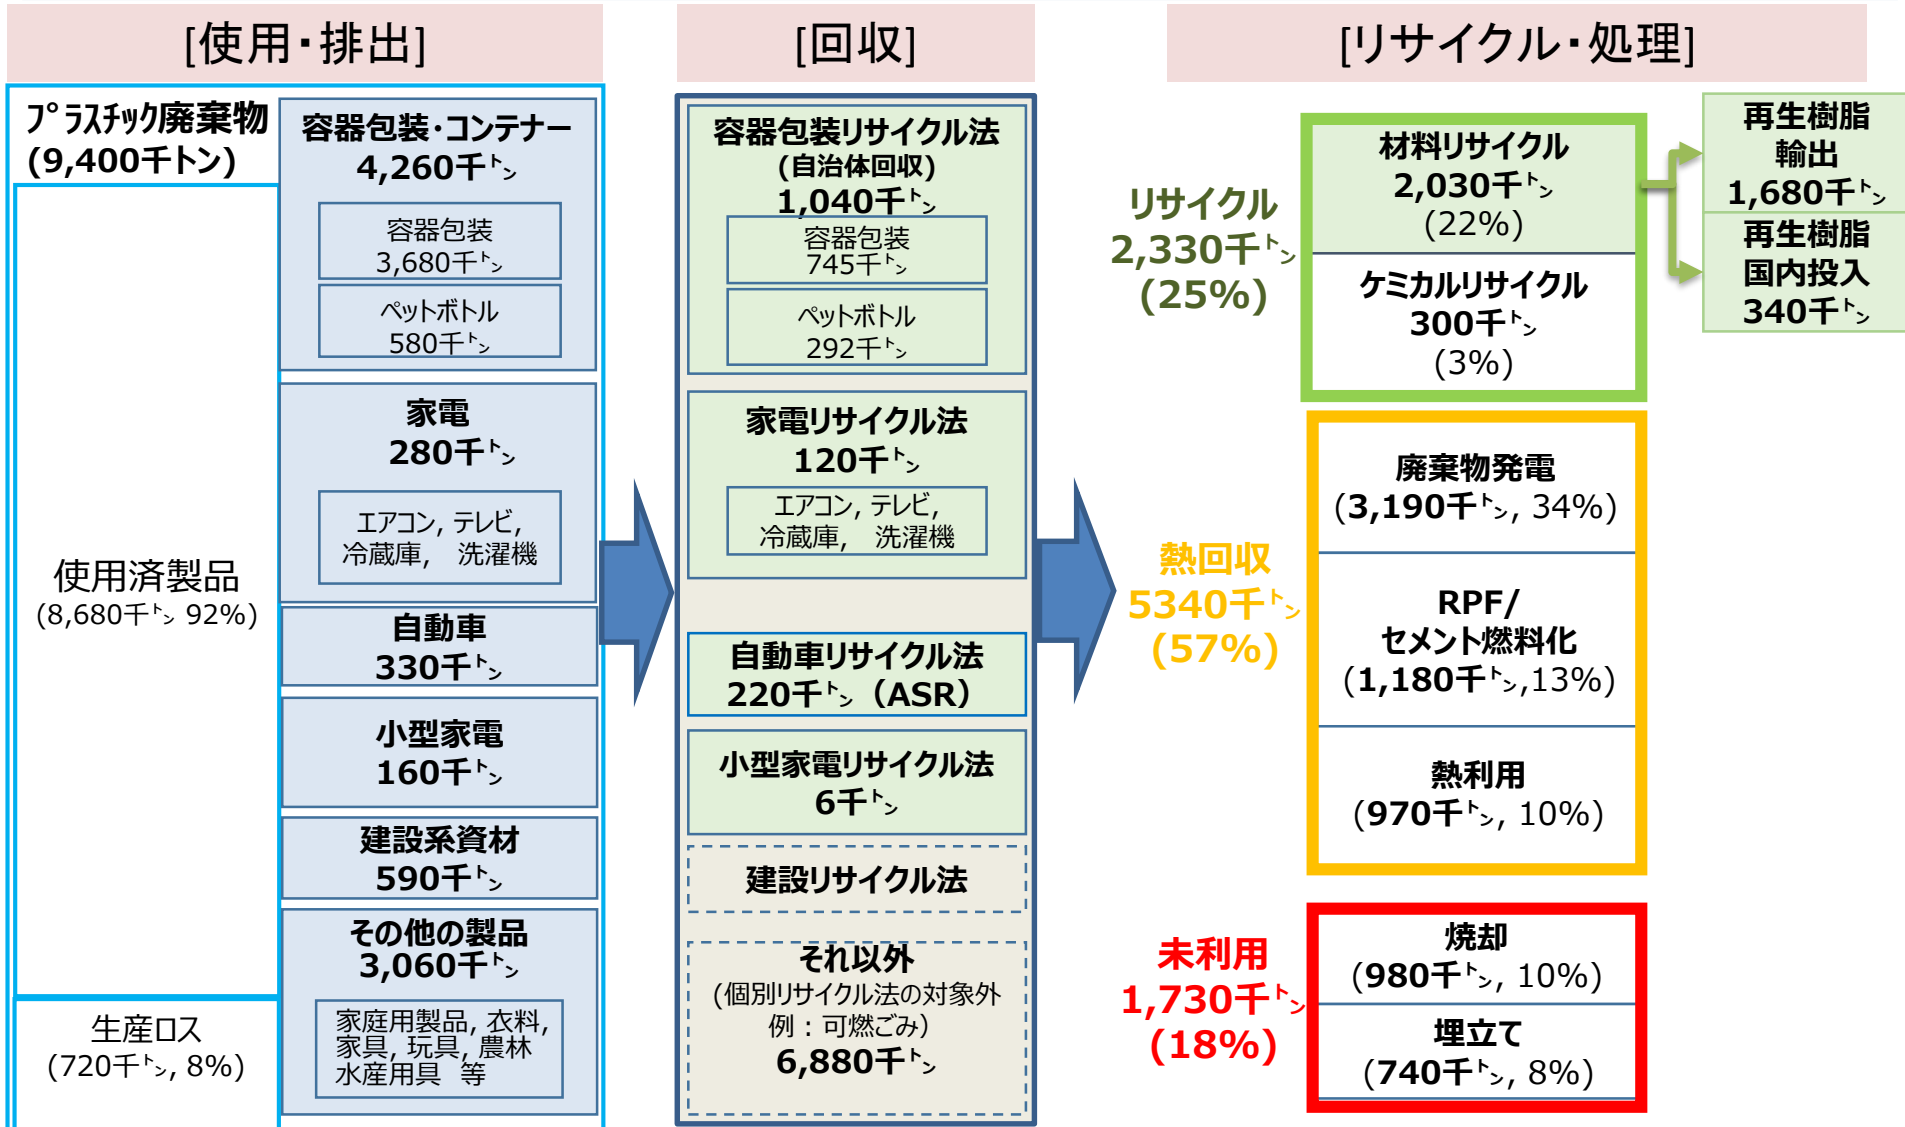 [使用・排出]
[回収]
[リサイクル・処理]
プラスチック廃棄物
(9,400千トン)
使用済製品
(8,680千トン 92%)
生産ロス
(720千トン, 8%)
容器包装・コンテナー
4,260千トン
容器包装
3,680千トン
ペットボトル
580千トン
家電
280千トン
エアコン, テレビ,
冷蔵庫, 洗濯機
自動車
330千トン
小型家電
160千トン
建設系資材
590千トン
その他の製品
3,060千トン
家庭用製品, 衣料,
家具, 玩具, 農林
水産用具 等
容器包装リサイクル法
(自治体回収)
1,040千トン
容器包装
745千トン
ペットボトル
292千トン
家電リサイクル法
120千トン
エアコン, テレビ,
冷蔵庫, 洗濯機
自動車リサイクル法
220千トン（ASR）
小型家電リサイクル法
6千トン
建設リサイクル法
それ以外
(個別リサイクル法の対象外
例：可燃ごみ)
6,880千トン
リサイクル
2,330千トン
(25%)
材料リサイクル
2,030千トン
(22%)
ケミカルリサイクル
300千トン
(3%)
再生樹脂
輸出
1,680千トン
再生樹脂
国内投入
340千トン
熱回収
5340千トン
(57%)
廃棄物発電
(3,190千トン, 34%)
RPF/
セメント燃料化
(1,180千トン,13%)
熱利用
(970千トン, 10%)
未利用
1,730千トン
(18%)
焼却
(980千トン, 10%)
埋立て
(740千トン, 8%)